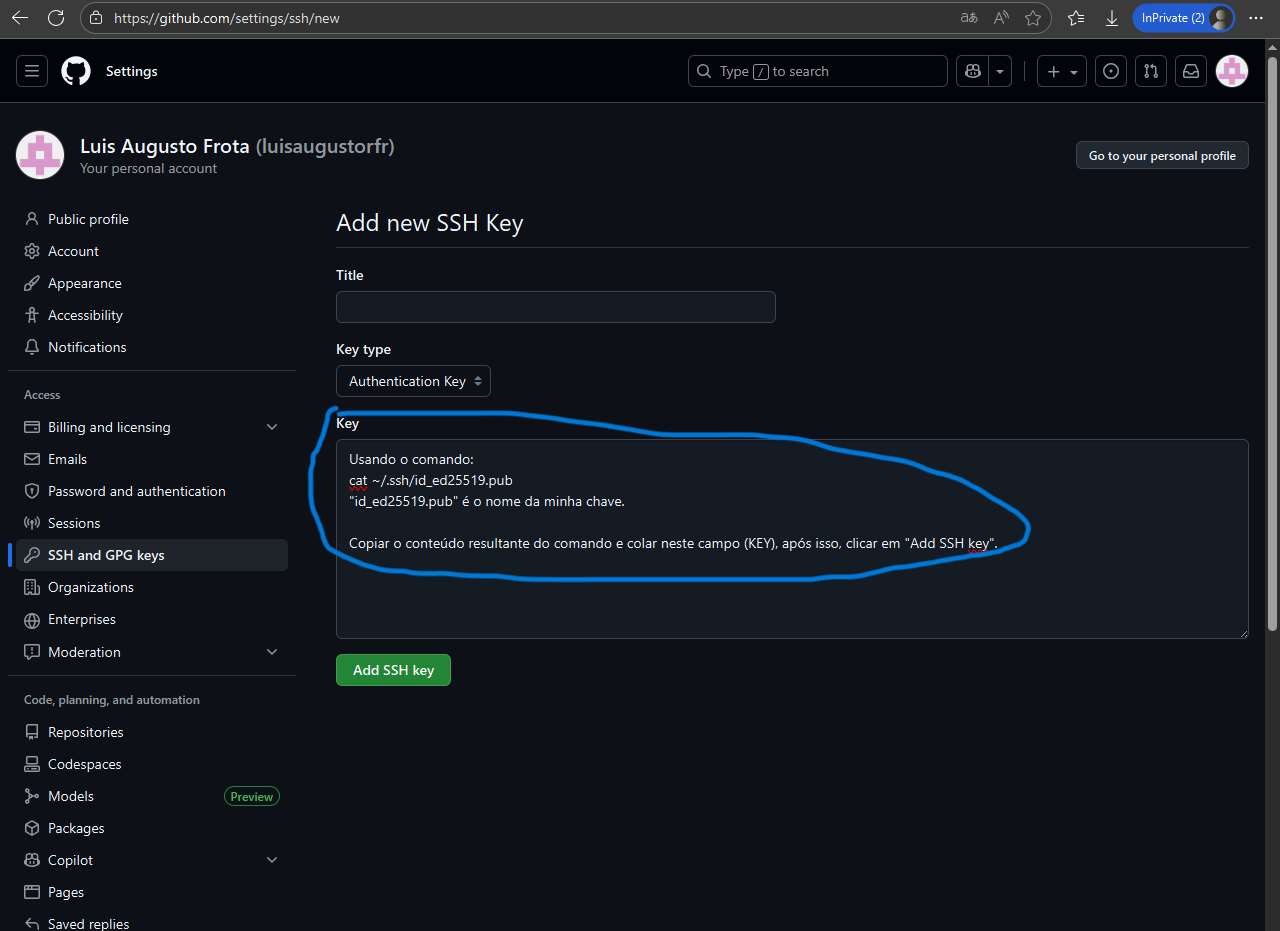 https://github.com/settings/ssh/new
InPrivate (2)
Settings
Type / to search
Luis Augusto Frota (luisaugustorfr)
Your personal account
Go to your personal profile
Public profile
Account
Appearance
Accessibility
Notifications
Access
Billing and licensing
Emails
Password and authentication
Sessions
SSH and GPG keys
Organizations
Enterprises
Moderation
Code, planning, and automation
Repositories
Codespaces
Models
Preview
Packages
Copilot
Pages
Saved replies
Add new SSH Key
Title
Key type
Authentication Key
Key
Usando o comando:
cat ~/.ssh/id_ed25519.pub
"id_ed25519.pub" é o nome da minha chave.
Copiar o conteúdo resultante do comando e colar neste campo (KEY), após isso, clicar em "Add SSH key".
Add SSH key